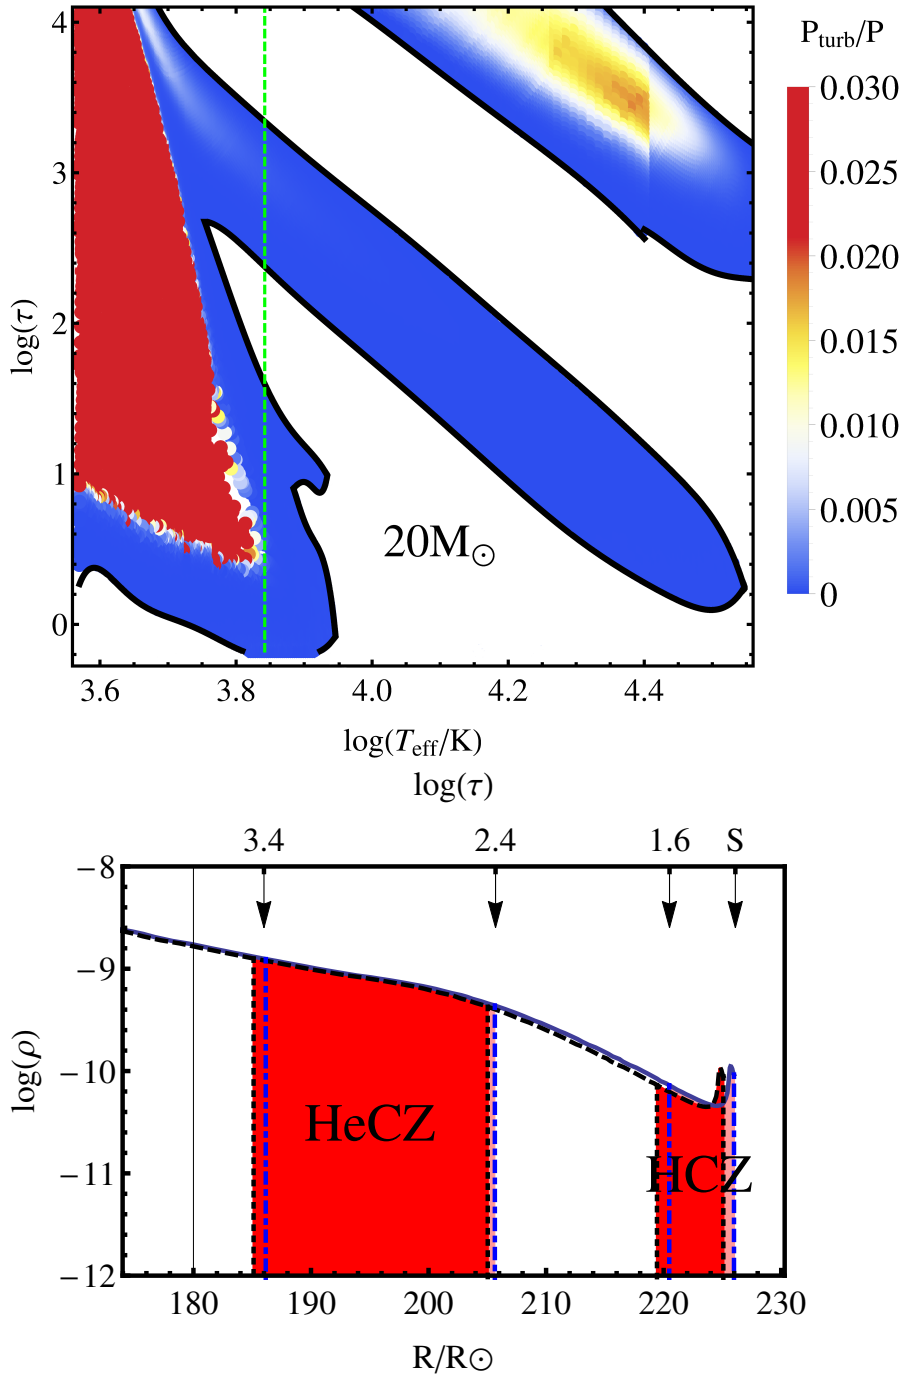 P_turb/P
4
3
2
1
0
log(τ)
0.030
0.025
0.020
0.015
0.010
0.005
0
20M⊙
3.6 3.8 4.0 4.2 4.4
log(T_eff/K)
log(τ)
3.4 2.4 1.6 S
−8
−9
−10
−11
−12
log(ρ)
HeCZ
HCZ
180 190 200 210 220 230
R/R⊙